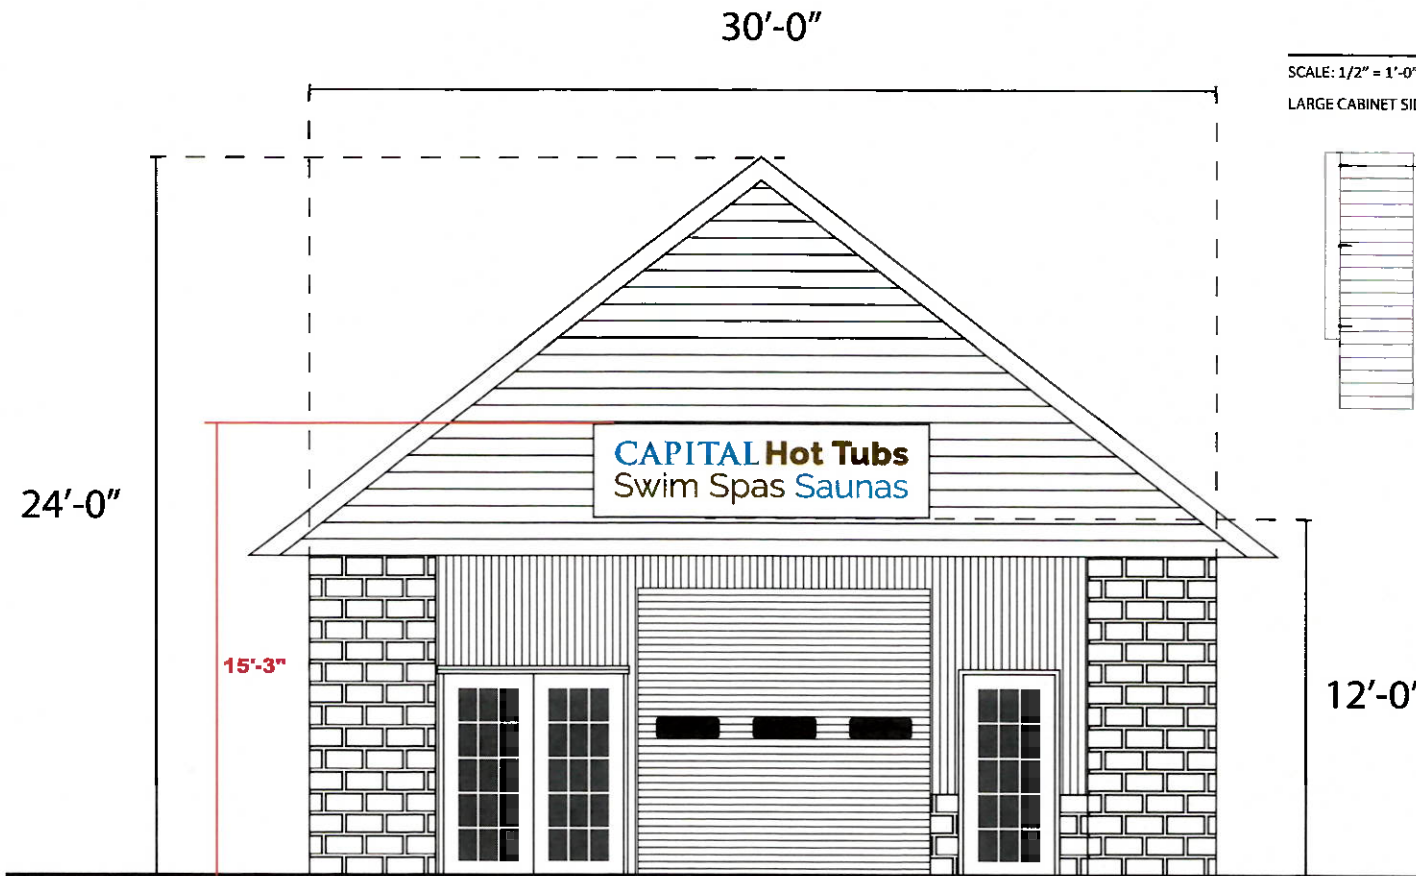 30'-0"
SCALE: 1/2" = 1'-0"
LARGE CABINET
CAPITAL Hot Tubs
Swim Spas Saunas
24'-0"
15'-3"
12'-0"